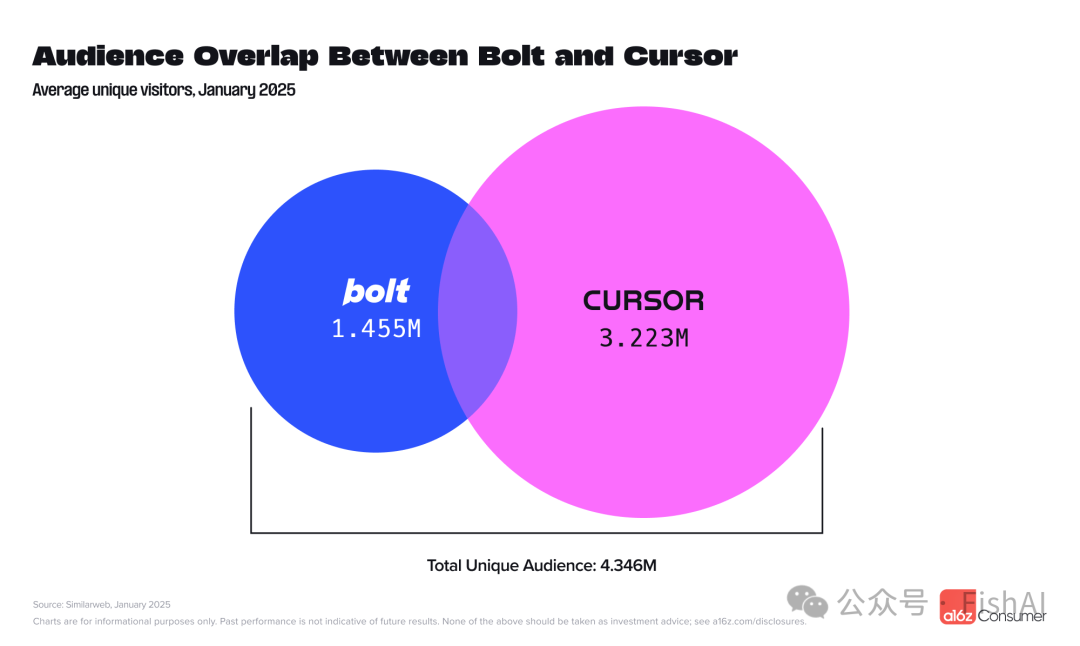 Audience Overlap Between Bolt and Cursor
Average unique visitors, January 2025
bolt
1.455M
CURSOR
3.223M
Total Unique Audience: 4.346M
Source: Similarweb, January 2025
Charts are for informational purposes only. Past performance is not indicative of future results. None of the above should be taken as investment advice; see a16z.com/disclosures.
公众号 · FishAI
a16z Consumer